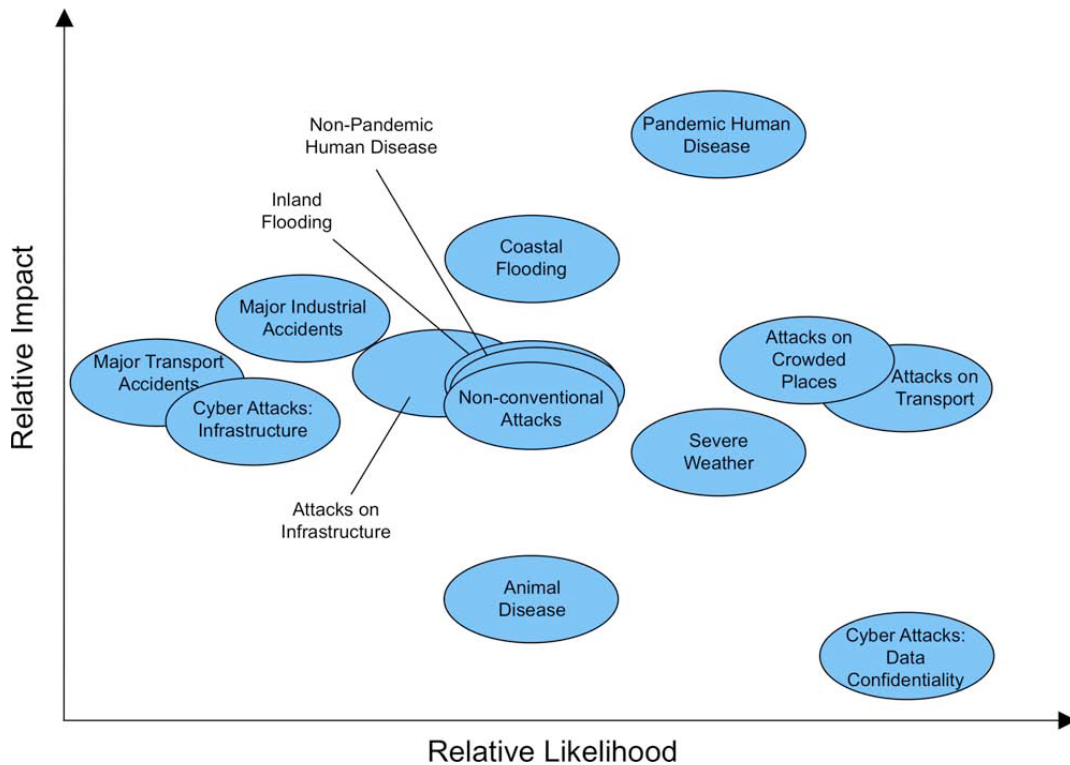 Pandemic Human
Disease
Non-Pandemic
Human Disease
Inland
Flooding
Coastal
Flooding
Major Industrial
Accidents
Major Transport
Accidents
Cyber Attacks:
Infrastructure
Non-conventional
Attacks
Attacks on
Crowded
Places
Attacks on
Transport
Severe
Weather
Attacks on
Infrastructure
Animal
Disease
Cyber Attacks:
Data
Confidentiality
Relative Impact
Relative Likelihood